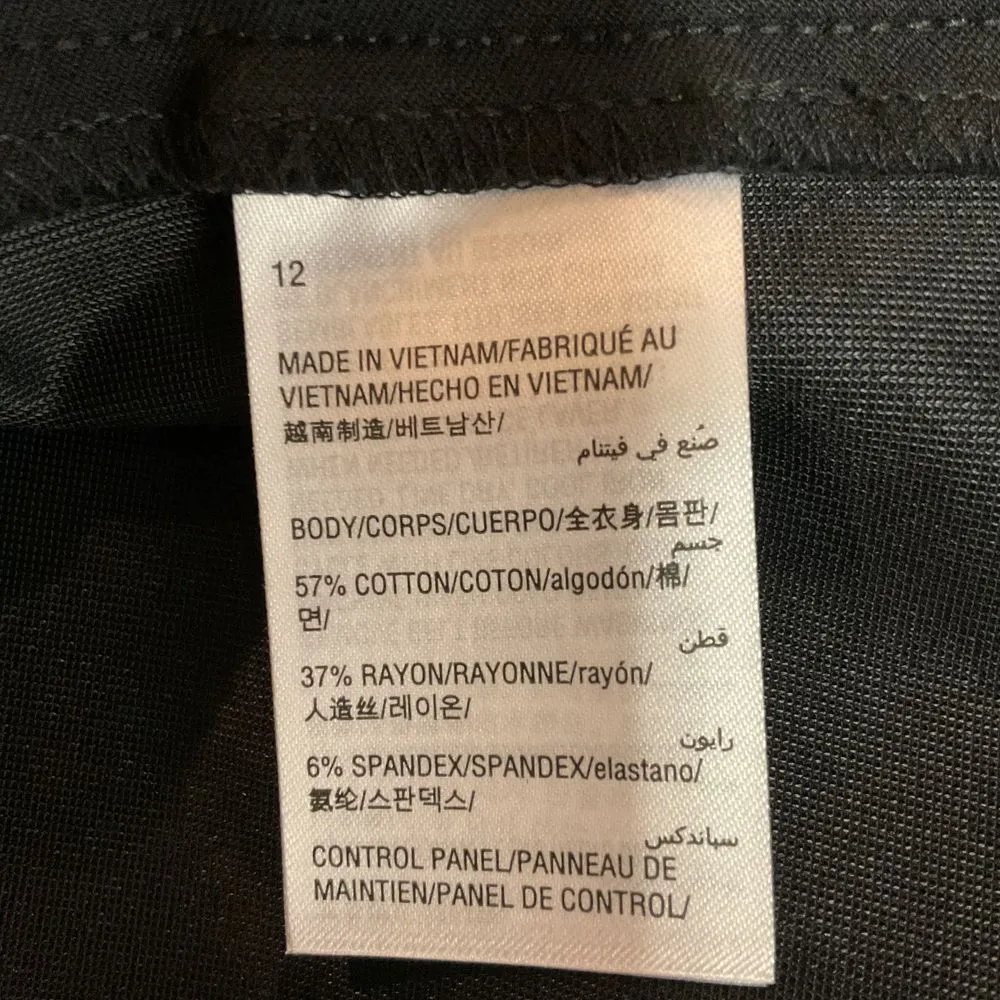 12
MADE IN VIETNAM/FABRIQUÉ AU
VIETNAM/HECHO EN VIETNAM/
越南制造/베트남산/
صُنع في فيتنام
BODY/CORPS/CUERPO/全衣身/몸판/
جسم
57% COTTON/COTON/algodón/棉/
면/
قطن
37% RAYON/RAYONNE/rayón/
人造丝/레이온/
رايون
6% SPANDEX/SPANDEX/elastano/
氨纶/스판덱스/
سباندكس
CONTROL PANEL/PANNEAU DE
MAINTIEN/PANEL DE CONTROL/